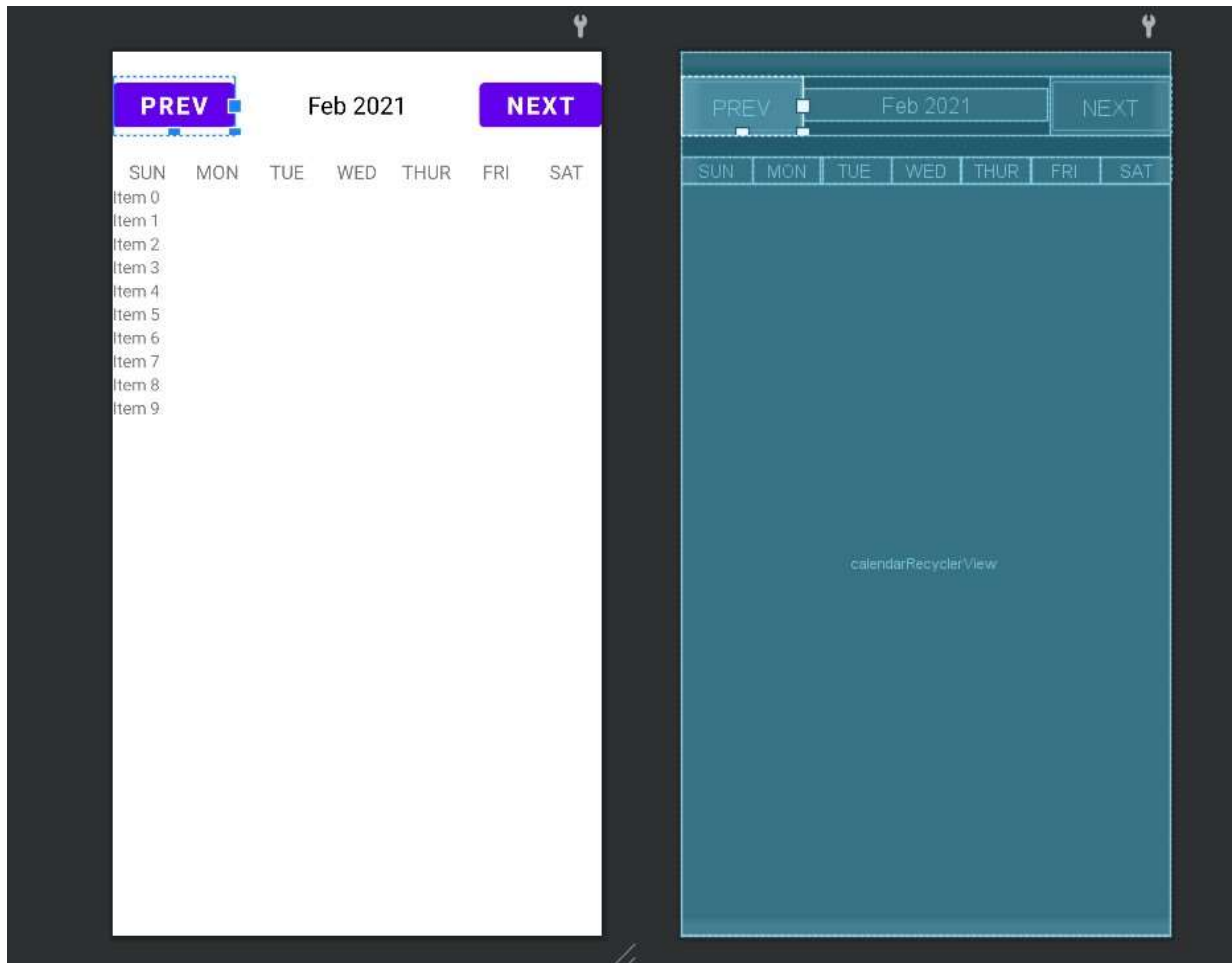 PREV Feb 2021 NEXT
SUN MON TUE WED THUR FRI SAT
Item 0
Item 1
Item 2
Item 3
Item 4
Item 5
Item 6
Item 7
Item 8
Item 9
PREV Feb 2021 NEXT
SUN MON TUE WED THUR FRI SAT
calendarRecyclerView